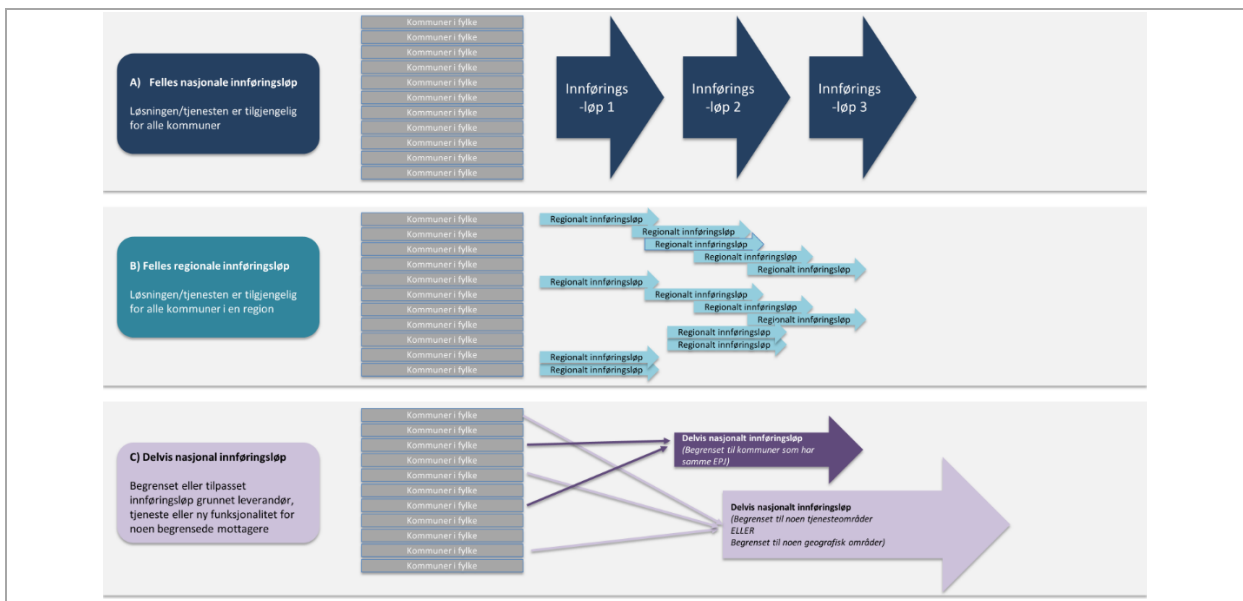 A) Felles nasjonale innføringsløp
Løsningen/tjenesten er tilgjengelig
for alle kommuner
Kommuner i fylke
Kommuner i fylke
Kommuner i fylke
Kommuner i fylke
Kommuner i fylke
Kommuner i fylke
Kommuner i fylke
Kommuner i fylke
Kommuner i fylke
Kommuner i fylke
Kommuner i fylke
Innførings
-løp 1
Innførings
-løp 2
Innførings
-løp 3
B) Felles regionale innføringsløp
Løsningen/tjenesten er tilgjengelig
for alle kommuner i en region
Kommuner i fylke
Kommuner i fylke
Kommuner i fylke
Kommuner i fylke
Kommuner i fylke
Kommuner i fylke
Kommuner i fylke
Kommuner i fylke
Kommuner i fylke
Kommuner i fylke
Kommuner i fylke
Regionalt innføringsløp
Regionalt innføringsløp
Regionalt innføringsløp
Regionalt innføringsløp
Regionalt innføringsløp
Regionalt innføringsløp
Regionalt innføringsløp
Regionalt innføringsløp
Regionalt innføringsløp
Regionalt innføringsløp
Regionalt innføringsløp
Regionalt innføringsløp
Regionalt innføringsløp
C) Delvis nasjonal innføringsløp
Begrenset eller tilpasset
innføringsløp grunnet leverandør,
tjeneste eller ny funksjonalitet for
noen begrensede mottagere
Kommuner i fylke
Kommuner i fylke
Kommuner i fylke
Kommuner i fylke
Kommuner i fylke
Kommuner i fylke
Kommuner i fylke
Kommuner i fylke
Kommuner i fylke
Kommuner i fylke
Kommuner i fylke
Delvis nasjonalt innføringsløp
(Begrenset til kommuner som har
samme EPJ)
Delvis nasjonalt innføringsløp
(Begrenset til noen tjenesteområder
ELLER
Begrenset til noen geografisk områder)